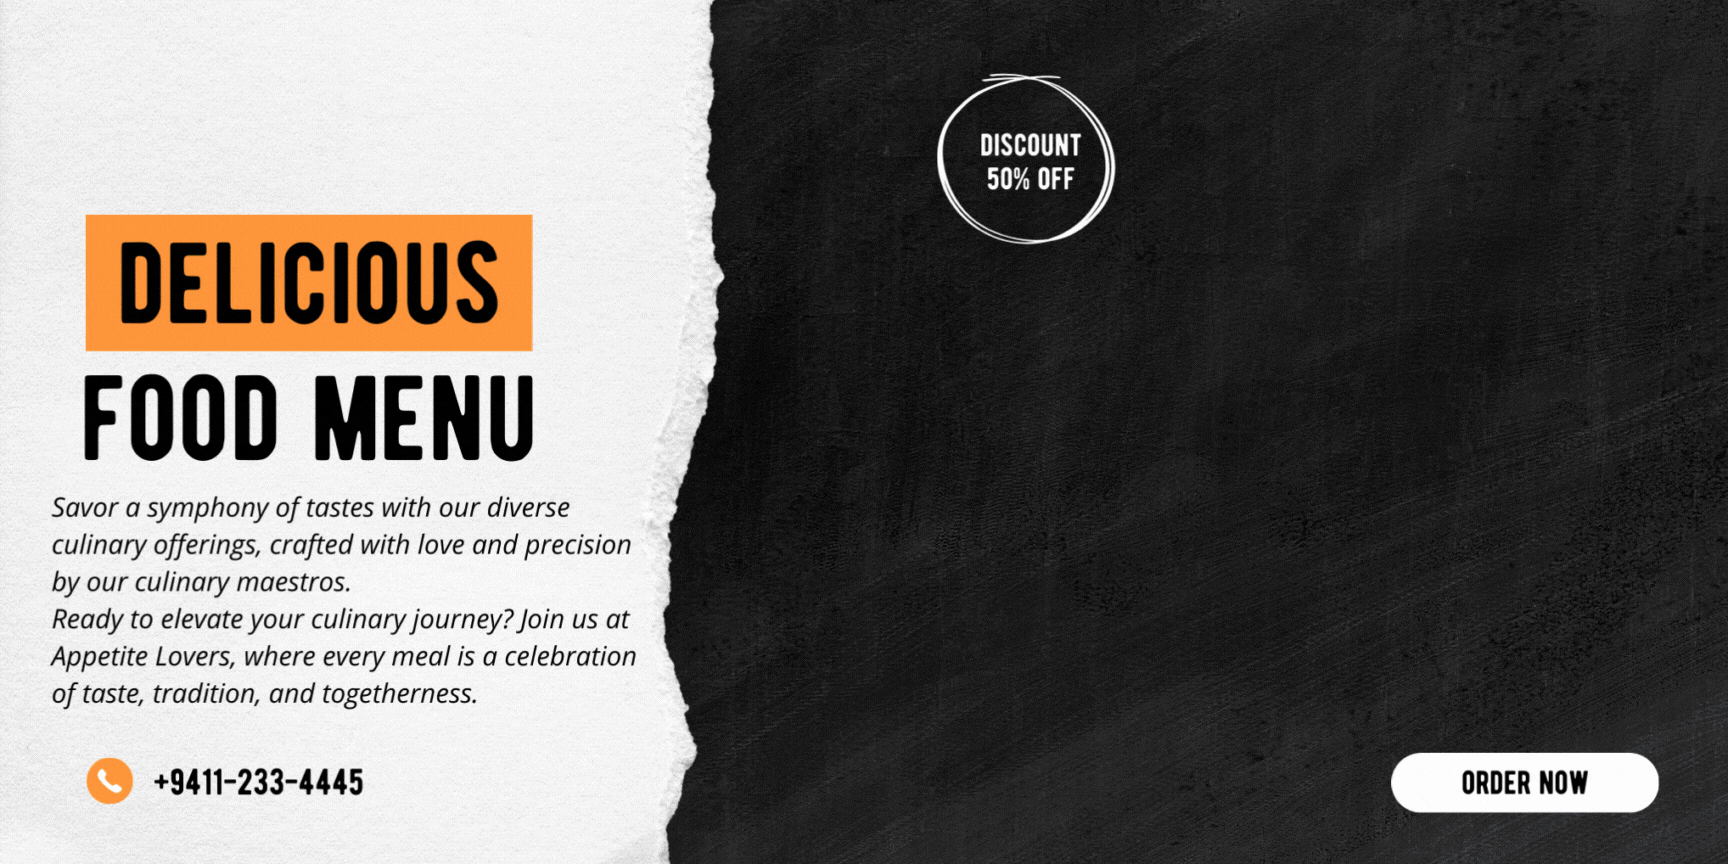 DELICIOUS
FOOD MENU
Savor a symphony of tastes with our diverse
culinary offerings, crafted with love and precision
by our culinary maestros.
Ready to elevate your culinary journey? Join us at
Appetite Lovers, where every meal is a celebration
of taste, tradition, and togetherness.
+9411-233-4445
DISCOUNT
50% OFF
ORDER NOW